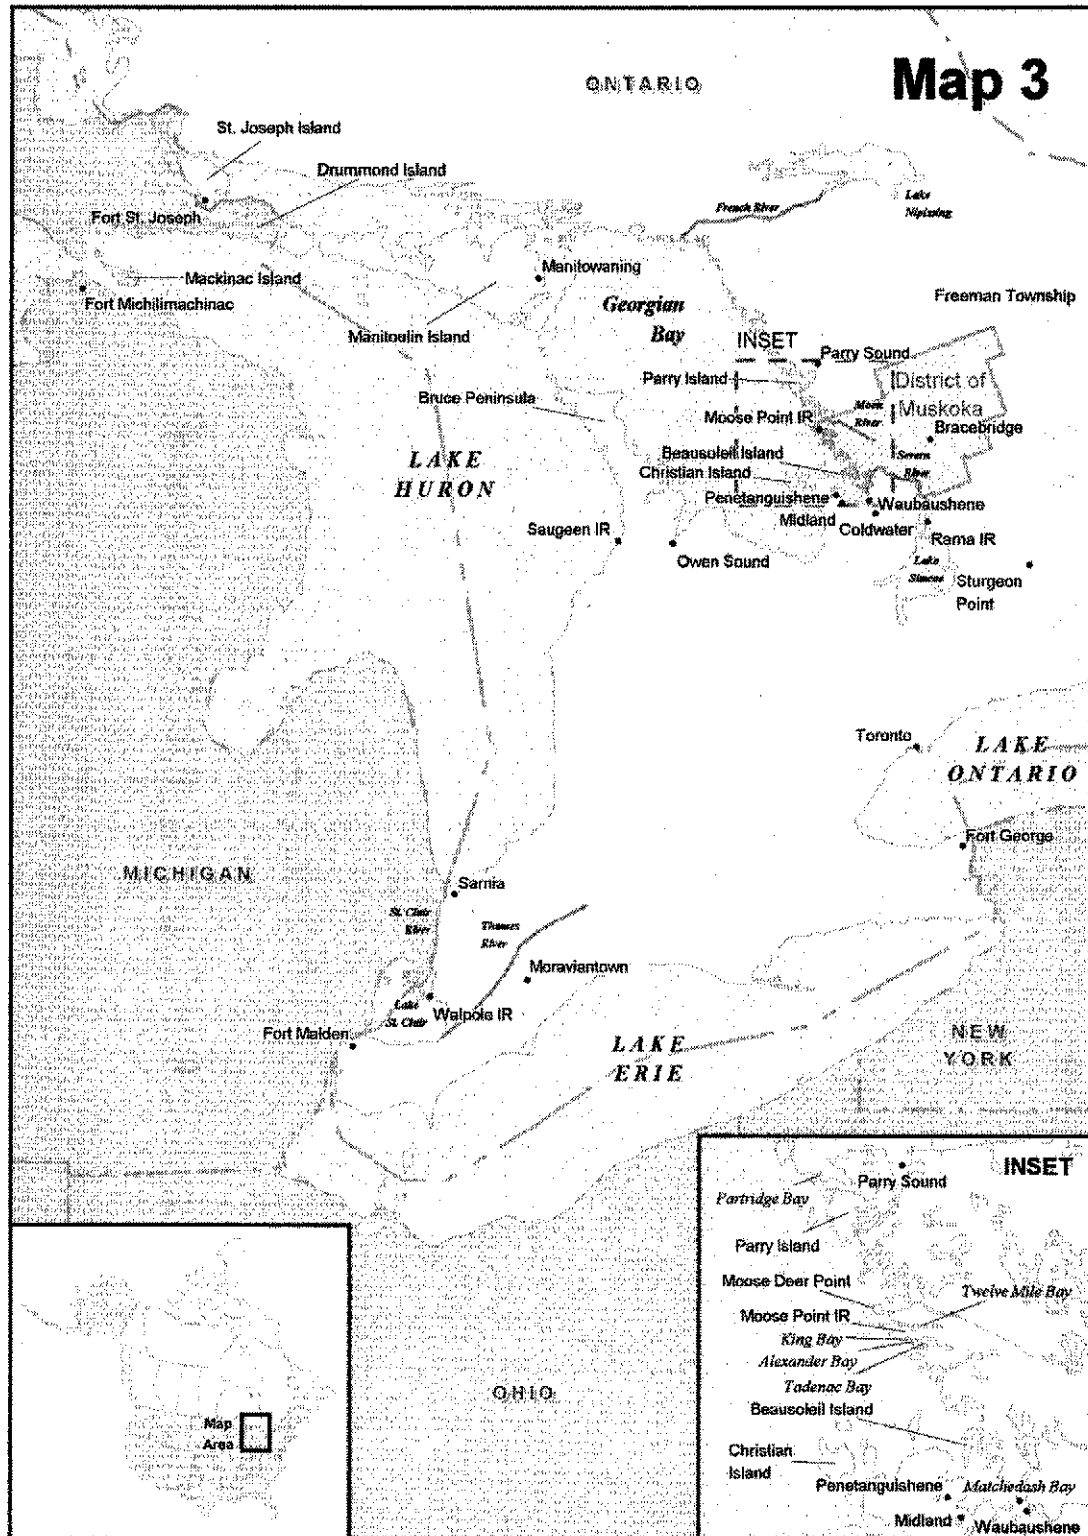 Map 3
ONTARIO
St. Joseph Island
Drummond Island
Fort St. Joseph
French River
Lake
Nipissing
Mackinac Island
Fort Michilimachinac
Manitowaning
Manitoulin Island
Georgian
Bay
Freeman Township
INSET
Parry Sound
Parry Island
District of
Muskoka
Bruce Peninsula
Moose Point IR
Moon
River
Bracebridge
LAKE
HURON
Beausoleil Island
Severn
River
Christian Island
Penetanguishene
Waubaushene
Midland
Coldwater
Saugeen IR
Owen Sound
Rama IR
Lake
Simcoe
Sturgeon
Point
Toronto
LAKE
ONTARIO
Fort George
MICHIGAN
Sarnia
St. Clair
River
Thames
River
Moraviantown
Lake
St. Clair
Walpole IR
Fort Malden
LAKE
ERIE
NEW
YORK
OHIO
Map
Area
INSET
Parry Sound
Partridge Bay
Parry Island
Moose Deer Point
Twelve Mile Bay
Moose Point IR
King Bay
Alexander Bay
Tadenac Bay
Beausoleil Island
Christian
Island
Penetanguishene
Matchedash Bay
Midland
Waubaushene